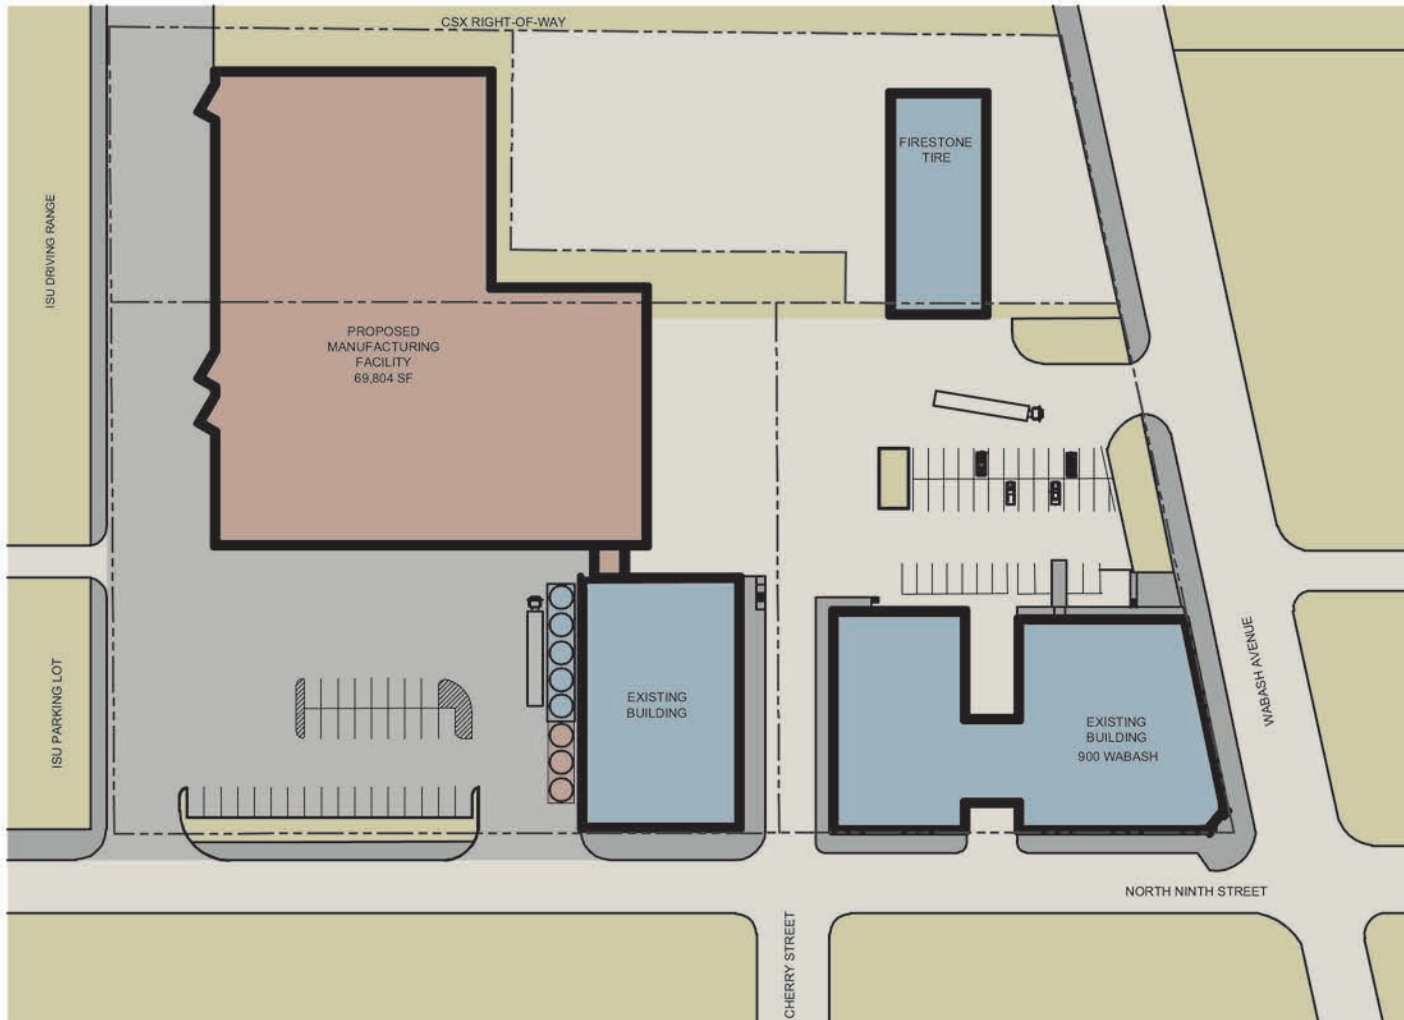 CSX RIGHT-OF-WAY
FIRESTONE
TIRE
ISU DRIVING RANGE
PROPOSED
MANUFACTURING
FACILITY
69,804 SF
ISU PARKING LOT
EXISTING
BUILDING
EXISTING
BUILDING
900 WABASH
WABASH AVENUE
NORTH NINTH STREET
CHERRY STREET